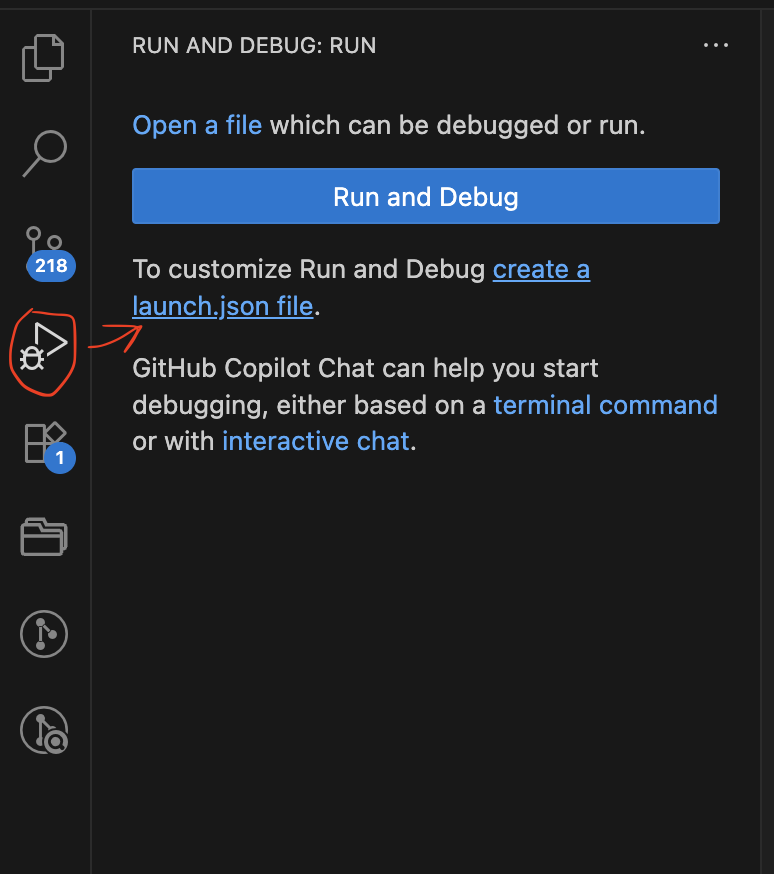 RUN AND DEBUG: RUN
Open a file which can be debugged or run.
Run and Debug
218
To customize Run and Debug create a
launch.json file.
GitHub Copilot Chat can help you start
debugging, either based on a terminal command
or with interactive chat.
1